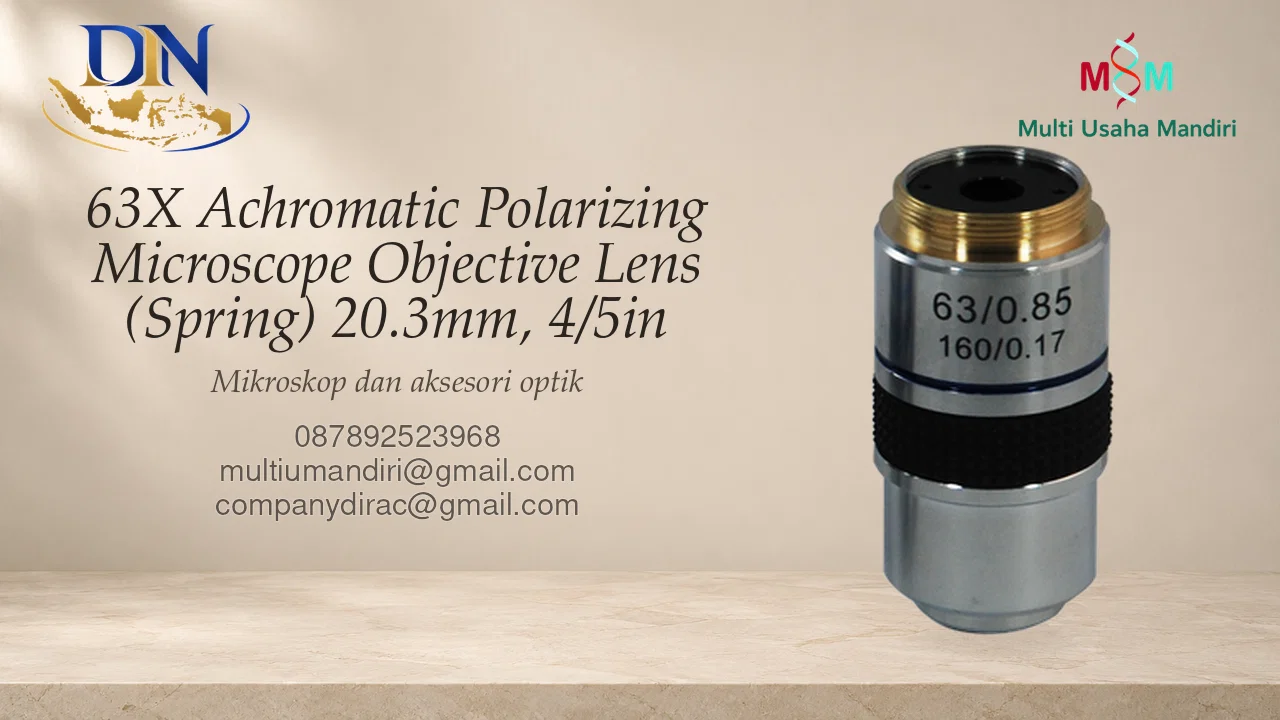 DN
M M
Multi Usaha Mandiri
63X Achromatic Polarizing
Microscope Objective Lens
(Spring) 20.3mm, 4/5in
Mikroskop dan aksesori optik
087892523968
multiumandiri@gmail.com
companydirac@gmail.com
63/0.85
160/0.17